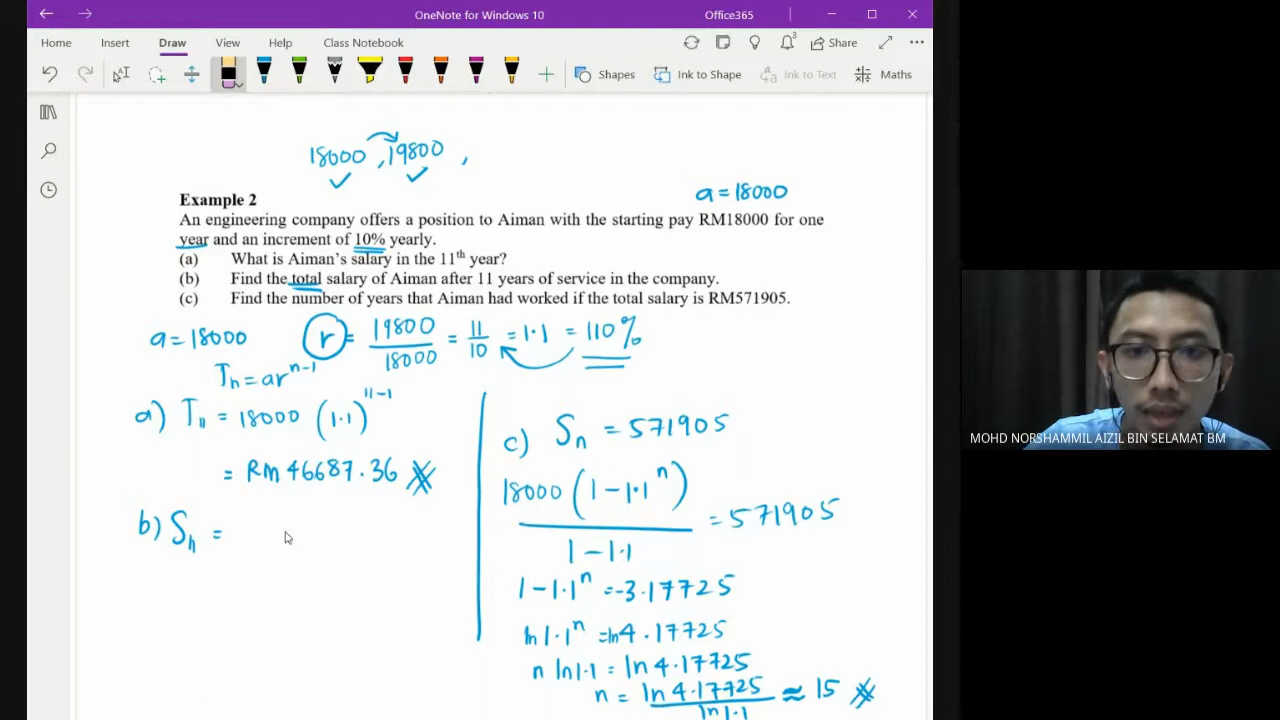 OneNote for Windows 10
Office365
Home Insert Draw View Help Class Notebook
3
Share
Shapes Ink to Shape Ink to Text Maths
18000 , 19800 ,
Example 2
a = 18000
An engineering company offers a position to Aiman with the starting pay RM18000 for one
year and an increment of 10% yearly.
(a) What is Aiman's salary in the 11th year?
(b) Find the total salary of Aiman after 11 years of service in the company.
(c) Find the number of years that Aiman had worked if the total salary is RM571905.
a = 18000 r = 19800/18000 = 11/10 = 1.1 = 110%
Tn = ar^(n-1)
a) T11 = 18000 (1.1)^(11-1)
= RM 46687.36
b) S11 =
c) Sn = 571905
18000 (1 - 1.1^n) / 1 - 1.1 = 571905
1 - 1.1^n = -3.17725
ln 1.1^n = ln 4.17725
n ln 1.1 = ln 4.17725
n = ln 4.17725 / ln 1.1 ≈ 15
MOHD NORSHAMMIL AIZIL BIN SELAMAT BM